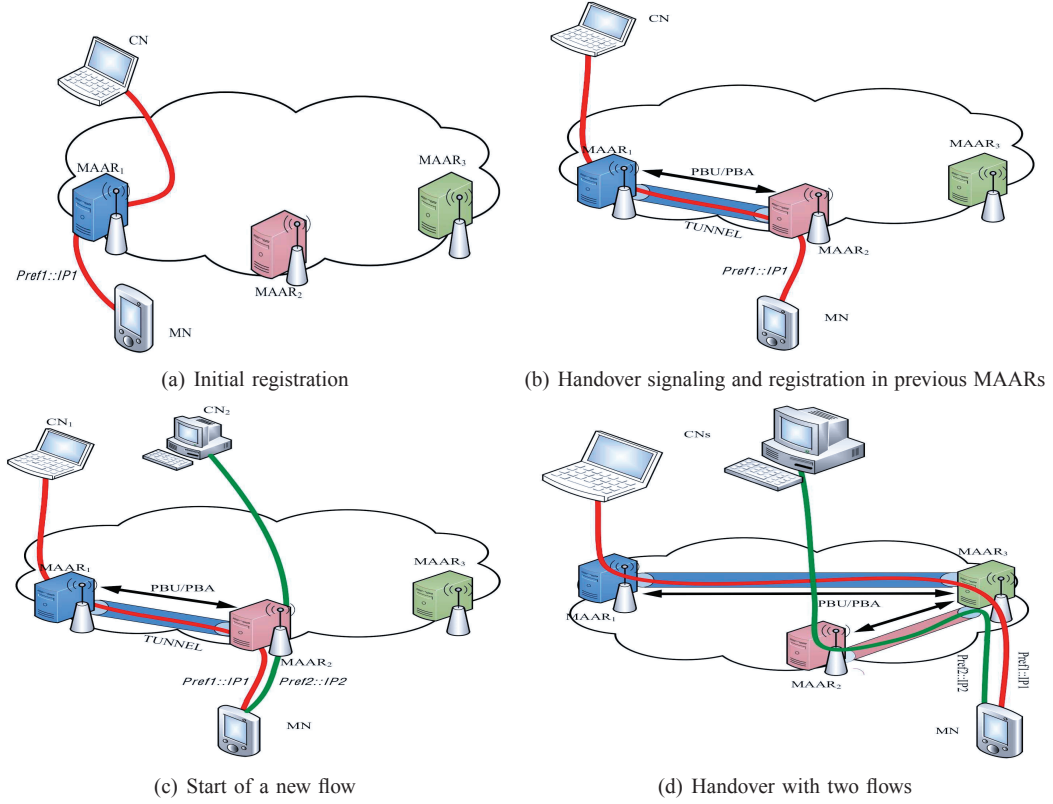 CN
MAAR1
MAAR3
Pref1::IP1
MAAR2
MN
(a) Initial registration
CN
MAAR1
PBU/PBA
MAAR3
TUNNEL
MAAR2
Pref1::IP1
MN
(b) Handover signaling and registration in previous MAARs
CN1
CN2
MAAR1
PBU/PBA
MAAR3
TUNNEL
MAAR2
Pref1::IP1
Pref2::IP2
MN
(c) Start of a new flow
CNs
MAAR3
MAAR1
PBU/PBA
MAAR2
Pref2::IP2
Pref1::IP1
MN
(d) Handover with two flows